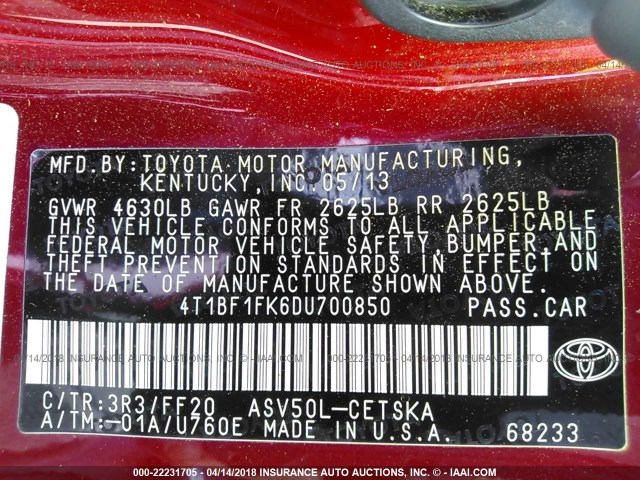 MFD.BY:TOYOTA MOTOR MANUFACTURING,
KENTUCKY, INC. 05/13
GVWR 4630LB GAWR FR 2625LB RR 2625LB
THIS VEHICLE CONFORMS TO ALL APPLICABLE
FEDERAL MOTOR VEHICLE SAFETY, BUMPER, AND
THEFT PREVENTION STANDARDS IN EFFECT ON
THE DATE OF MANUFACTURE SHOWN ABOVE.
4T1BF1FK6DU700850 PASS.CAR
C/TR:3R3/FF20 ASV50L-CETSKA
A/TM:-01A/U760E MADE IN U.S.A. 68233
000-22231705 - 04/14/2018 INSURANCE AUTO AUCTIONS INC. - © IAAI.COM